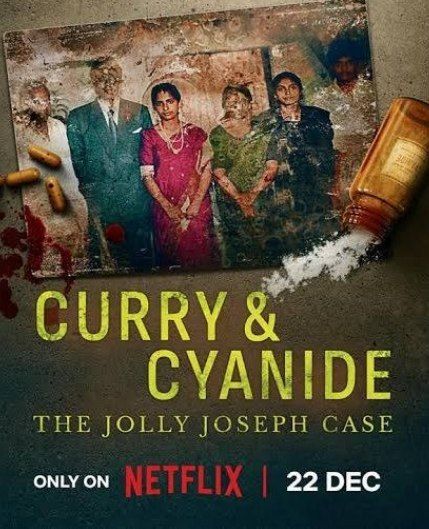 CURRY &
CYANIDE
THE JOLLY JOSEPH CASE
ONLY ON NETFLIX | 22 DEC